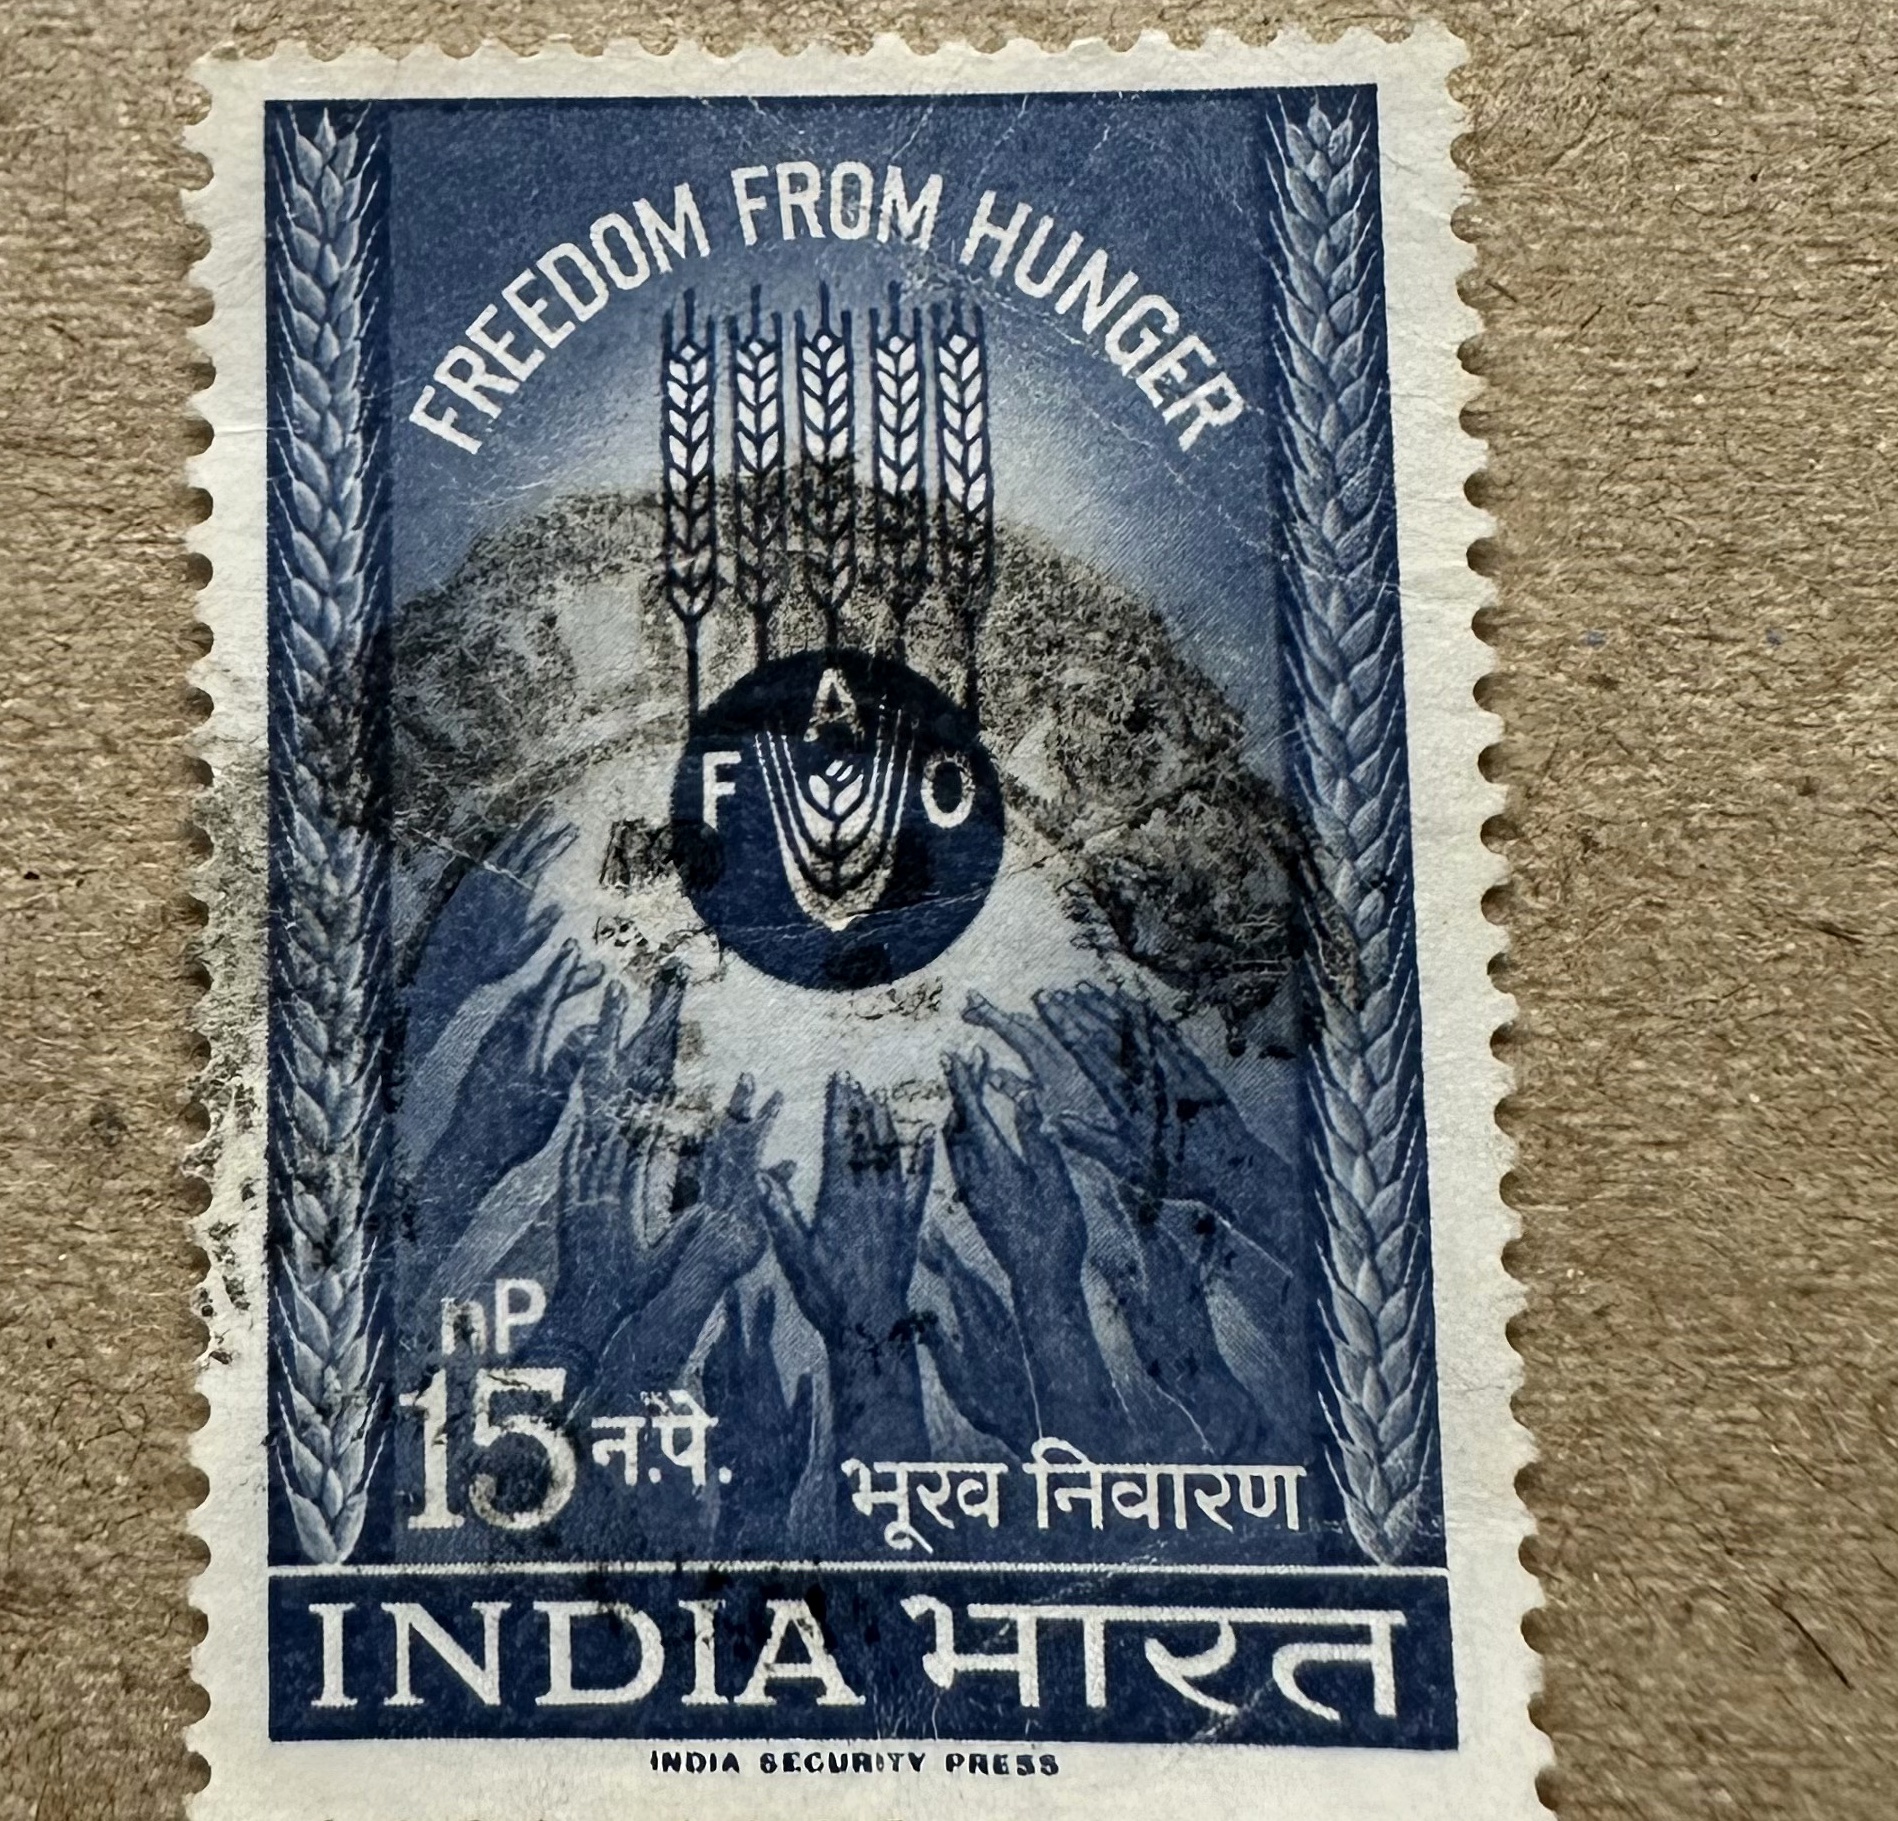 FREEDOM FROM HUNGER
F A O
nP
15 न.पे.
भूख निवारण
INDIA भारत
INDIA SECURITY PRESS